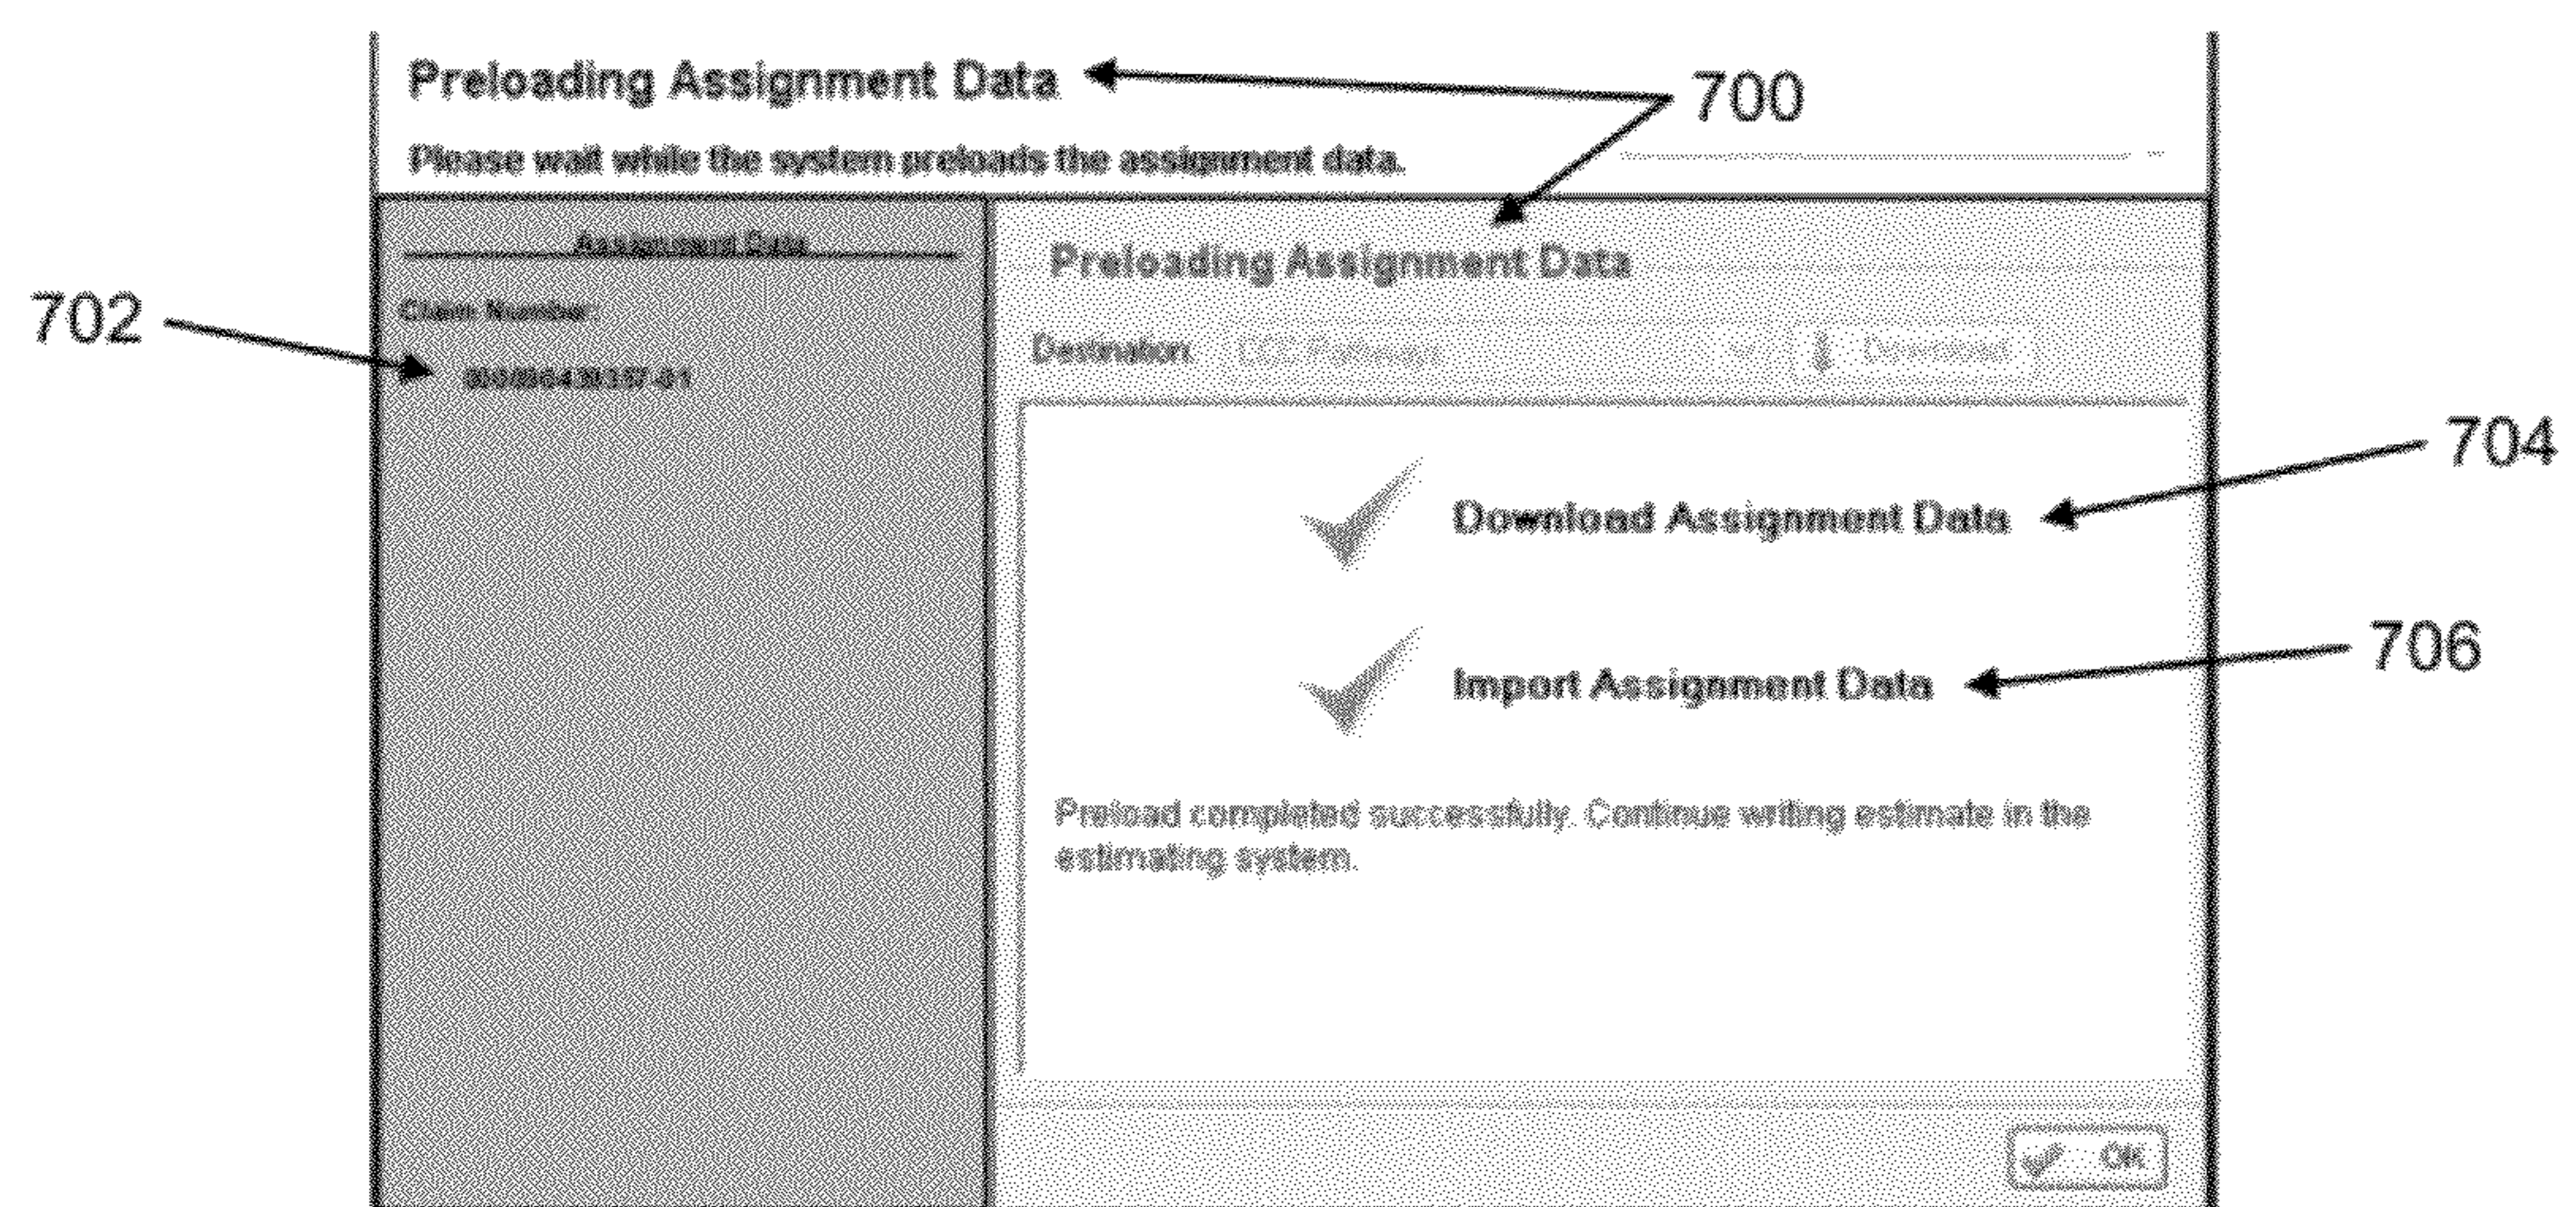 Preloading Assignment Data
700
Please wait while the system preloads the assignment data.
Assignment Data
Preloading Assignment Data
702
Claim Number:
Destination: CCC Pathways Download
704
Download Assignment Data
706
Import Assignment Data
Preload completed successfully. Continue writing estimate in the
estimating system.
OK